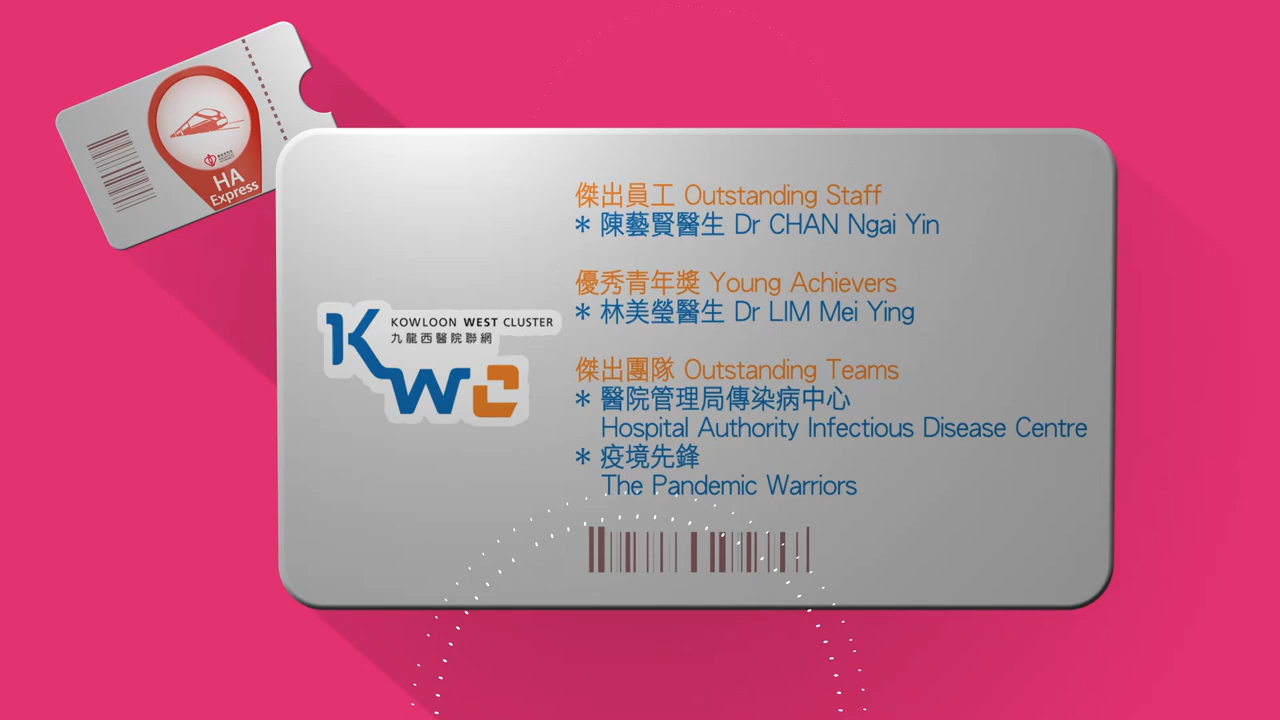 HA
Express
KOWLOON WEST CLUSTER
九龍西醫院聯網
KWC
傑出員工 Outstanding Staff
* 陳藝賢醫生 Dr CHAN Ngai Yin
優秀青年獎 Young Achievers
* 林美瑩醫生 Dr LIM Mei Ying
傑出團隊 Outstanding Teams
* 醫院管理局傳染病中心
Hospital Authority Infectious Disease Centre
* 疫境先鋒
The Pandemic Warriors